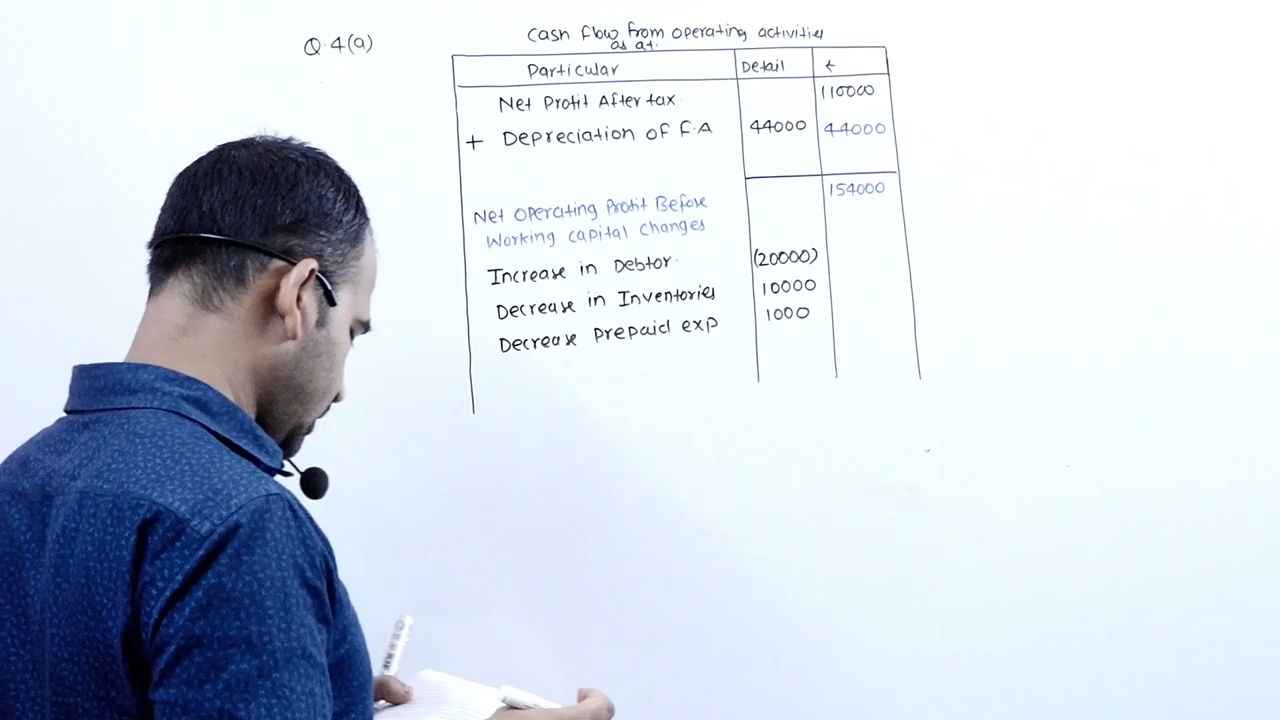 Q.4(a)
Cash flow from operating activities
as at.
Particular Detail ₹
Net Profit After tax. 110000
+ Depreciation of F.A 44000 44000
154000
Net Operating Profit Before
Working Capital Changes
Increase in Debtor. (20000)
Decrease in Inventories 10000
Decrease Prepaid exp 1000